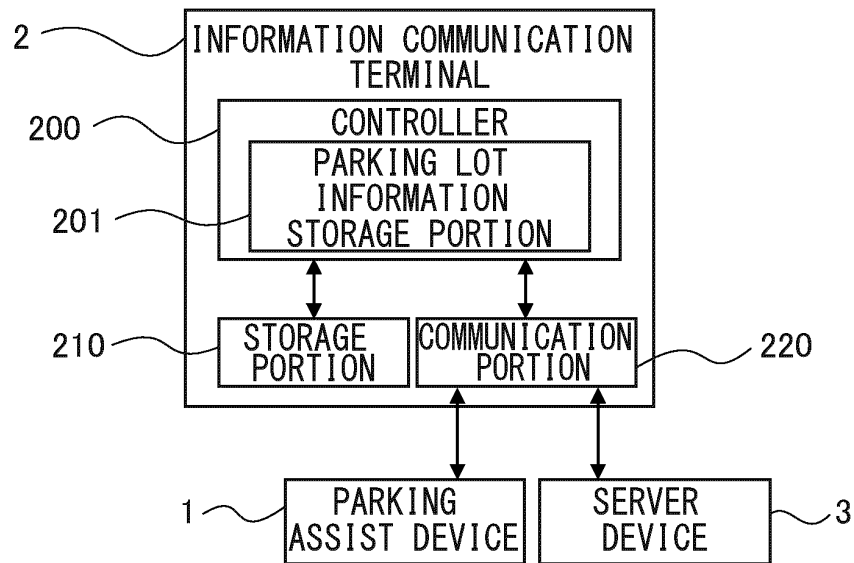 2
INFORMATION COMMUNICATION
TERMINAL
200
CONTROLLER
PARKING LOT
INFORMATION
201
STORAGE PORTION
210
STORAGE
PORTION
COMMUNICATION
PORTION
220
1
PARKING
ASSIST DEVICE
SERVER
DEVICE
3